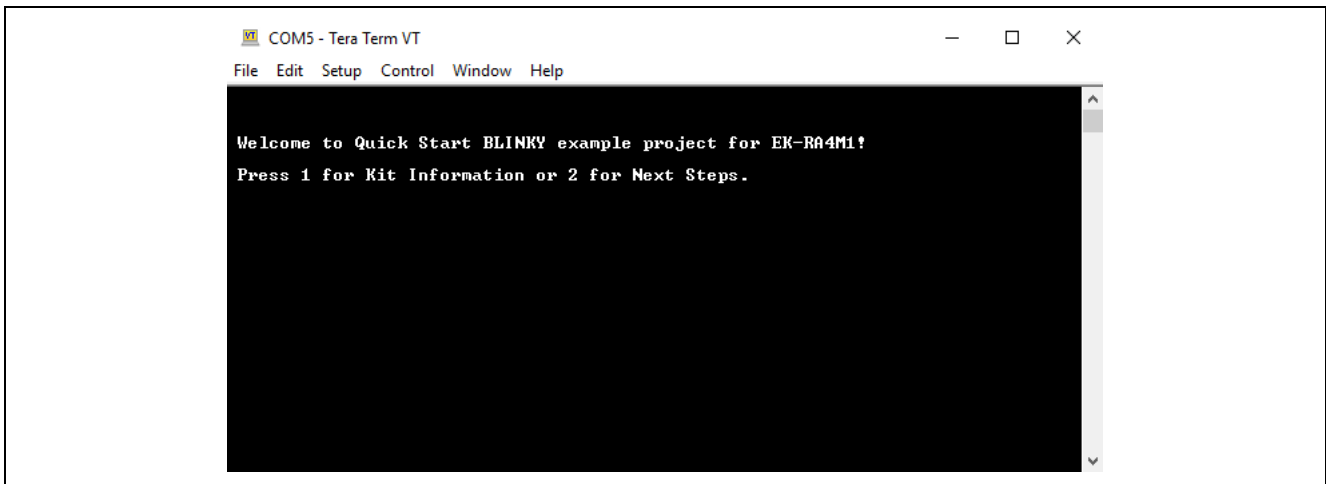 COM5 - Tera Term VT
File Edit Setup Control Window Help
Welcome to Quick Start BLINKY example project for EK-RA4M1!
Press 1 for Kit Information or 2 for Next Steps.